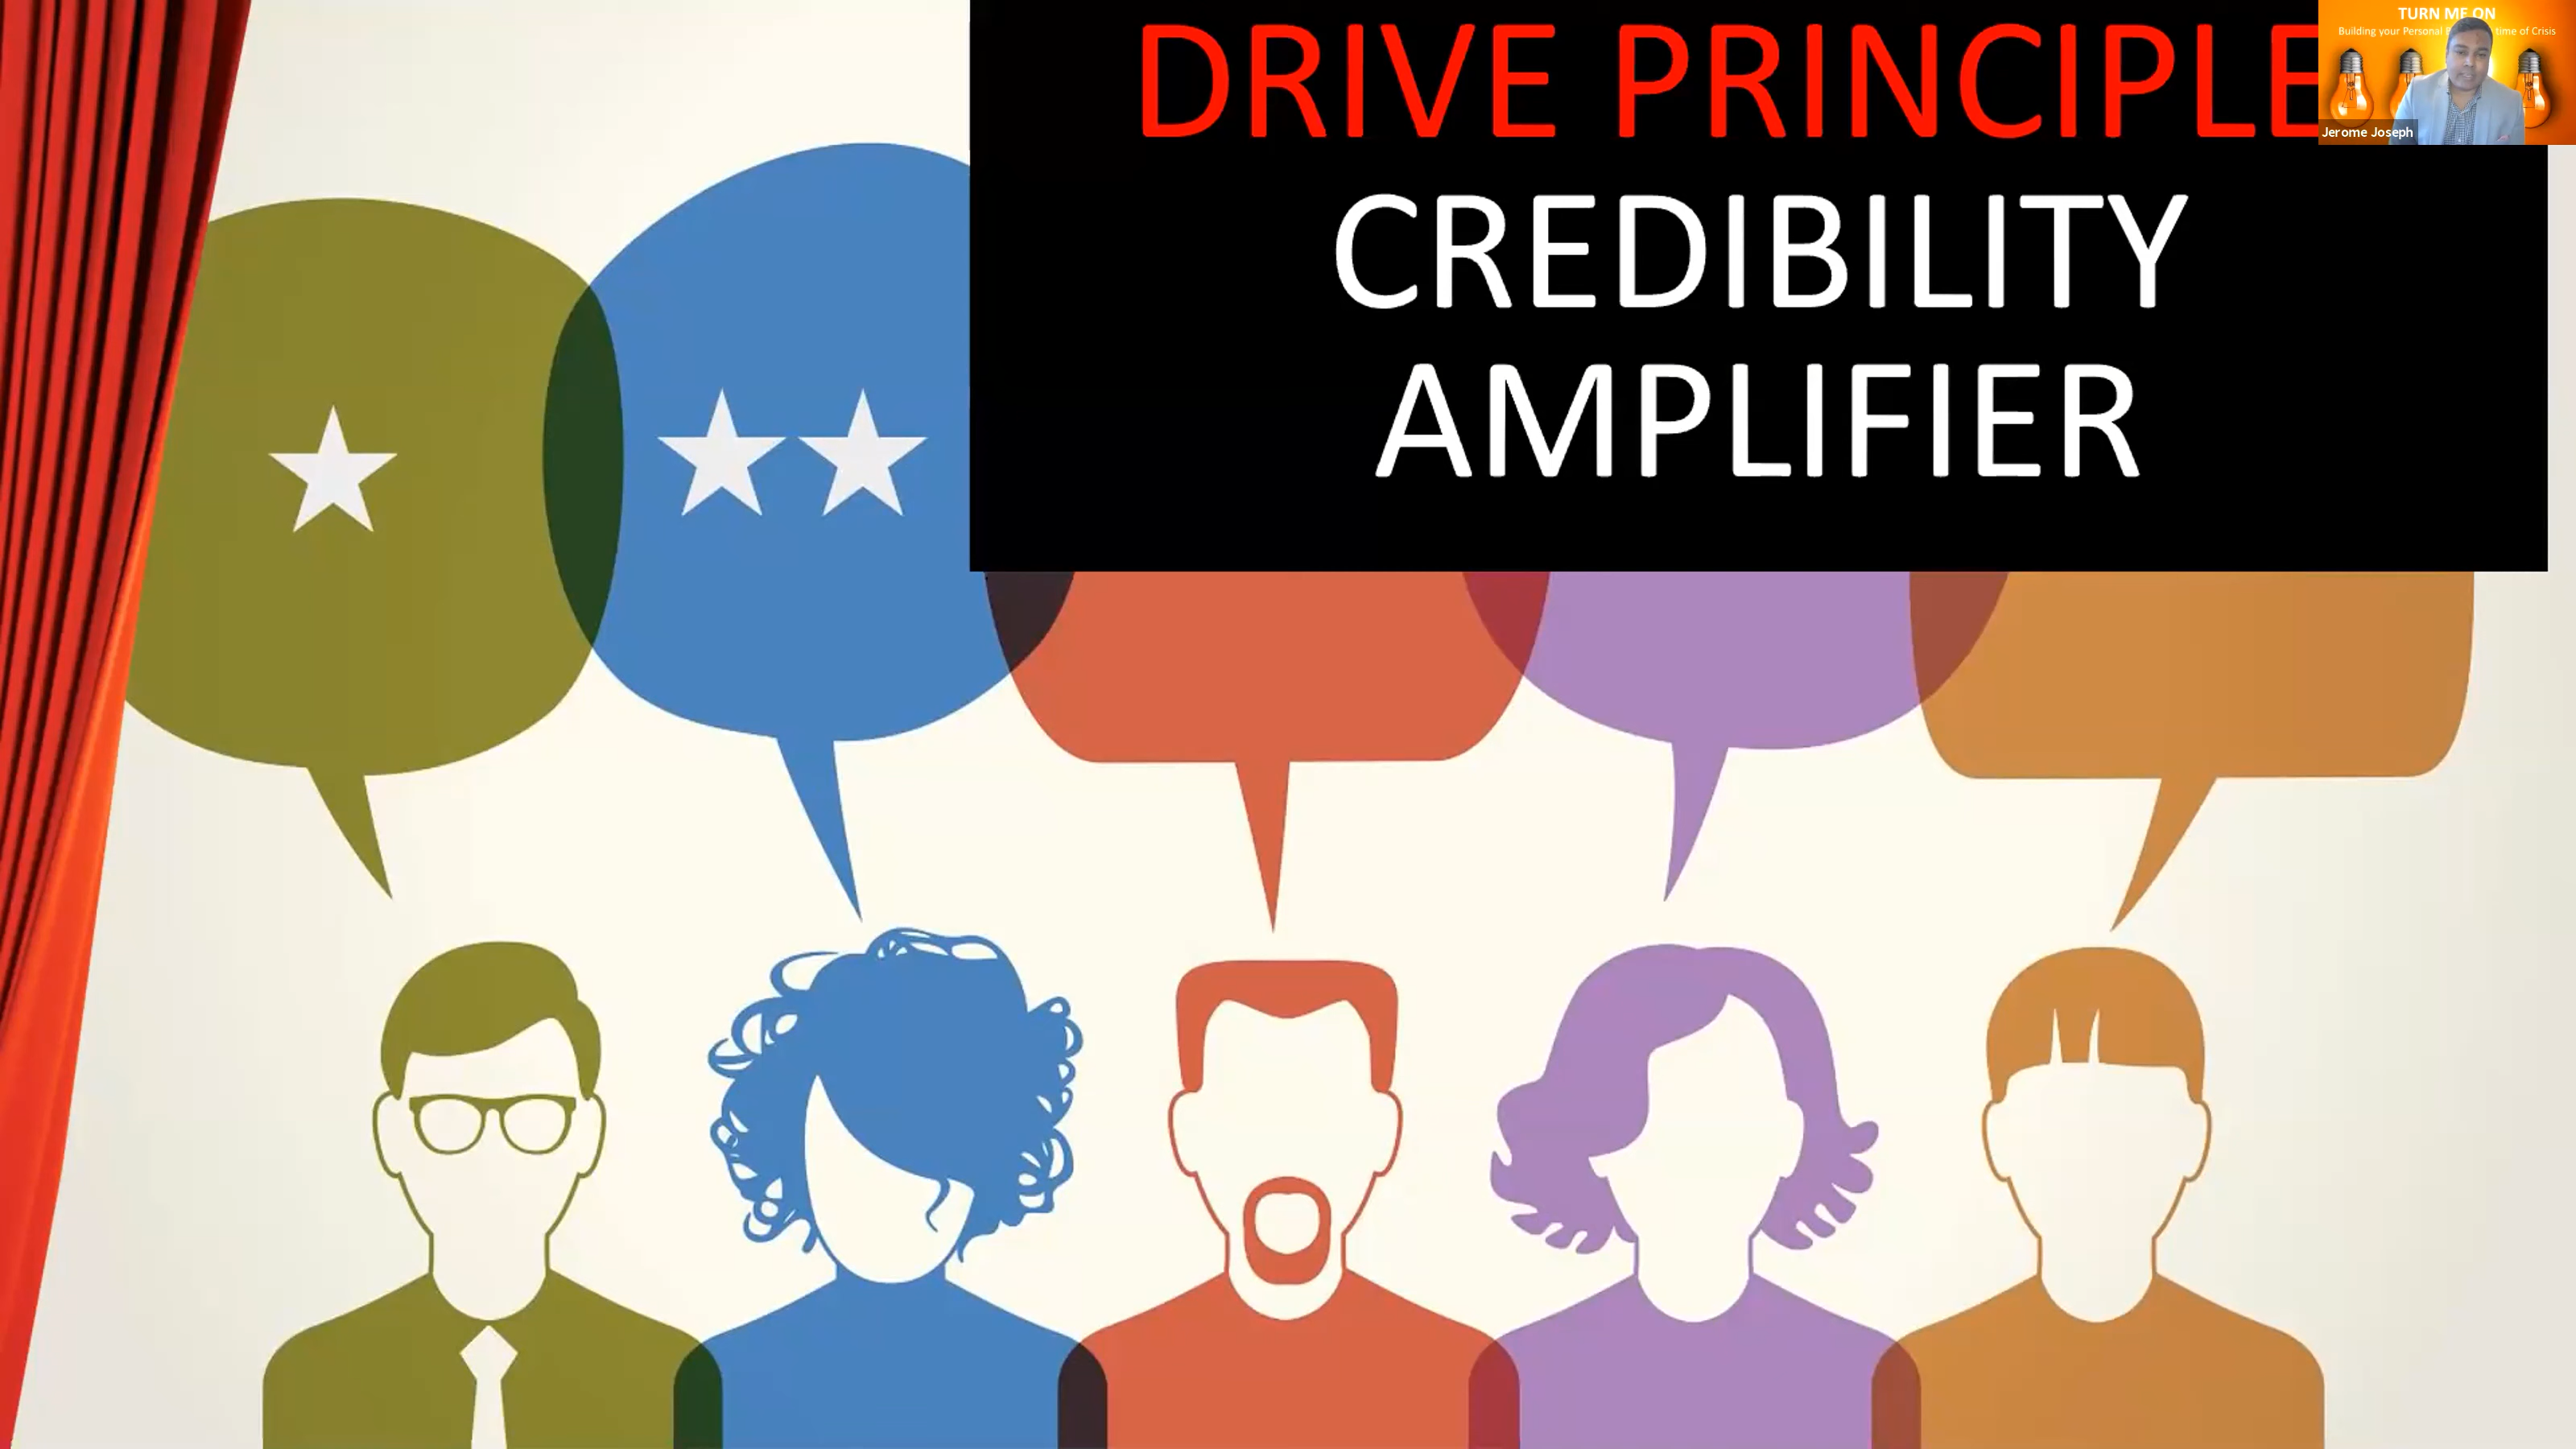 DRIVE PRINCIPLE
CREDIBILITY
AMPLIFIER
TURN ME ON
Building your Personal time of Crisis
Jerome Joseph